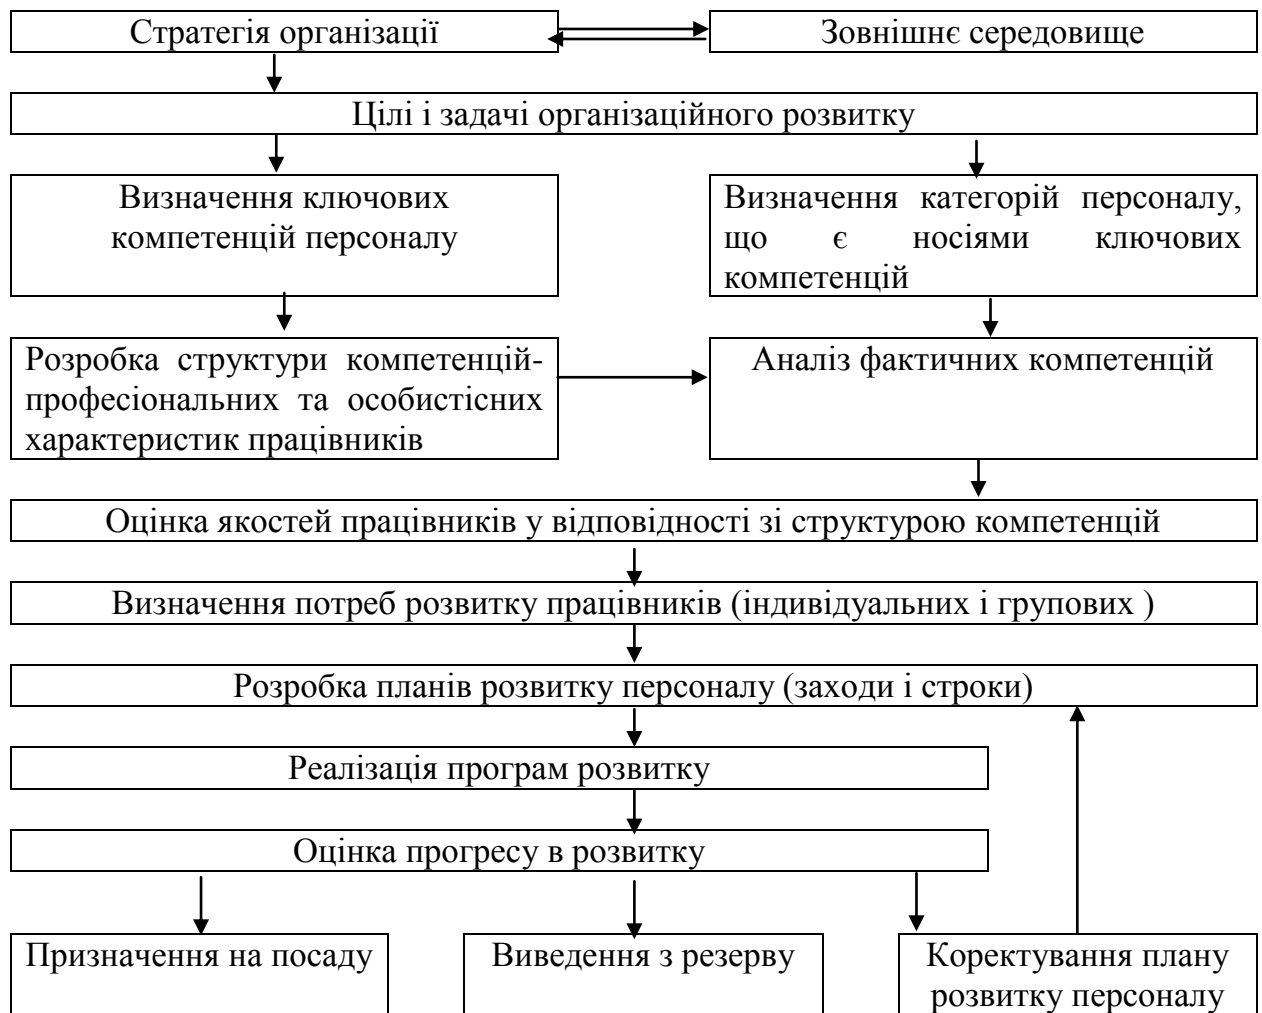 Стратегія організації
Зовнішнє середовище
Цілі і задачі організаційного розвитку
Визначення ключових
компетенцій персоналу
Визначення категорій персоналу,
що є носіями ключових
компетенцій
Розробка структури компетенцій-
професіональних та особистісних
характеристик працівників
Аналіз фактичних компетенцій
Оцінка якостей працівників у відповідності зі структурою компетенцій
Визначення потреб розвитку працівників (індивідуальних і групових )
Розробка планів розвитку персоналу (заходи і строки)
Реалізація програм розвитку
Оцінка прогресу в розвитку
Призначення на посаду
Виведення з резерву
Коректування плану
розвитку персоналу